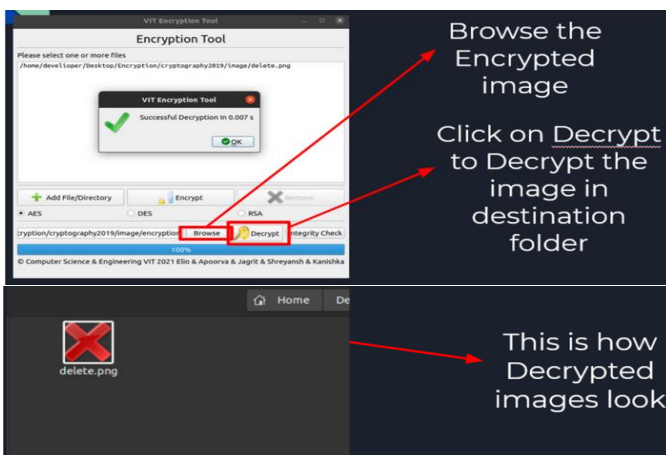 VIT Encryption Tool
Encryption Tool
Please select one or more files
/home/develioper/Desktop/Encryption/cryptography2019/image/delete.png
VIT Encryption Tool
Successful Decryption in 0.007 s
OK
Add File/Directory
Encrypt
Remove
AES
DES
RSA
cryption/cryptography2019/image/encryption
Browse
Decrypt
ntegrity Check
100%
© Computer Science & Engineering VIT 2021 Elio & Apoorva & Jagrit & Shreyansh & Kanishka
Browse the
Encrypted
image
Click on Decrypt
to Decrypt the
image in
destination
folder
Home
De
delete.png
This is how
Decrypted
images look